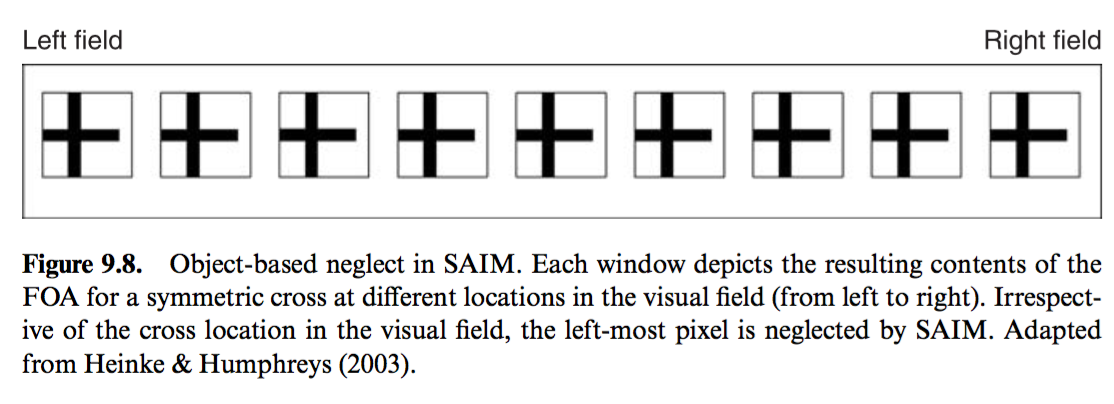 Left field Right field
Figure 9.8. Object-based neglect in SAIM. Each window depicts the resulting contents of the
FOA for a symmetric cross at different locations in the visual field (from left to right). Irrespect-
ive of the cross location in the visual field, the left-most pixel is neglected by SAIM. Adapted
from Heinke & Humphreys (2003).